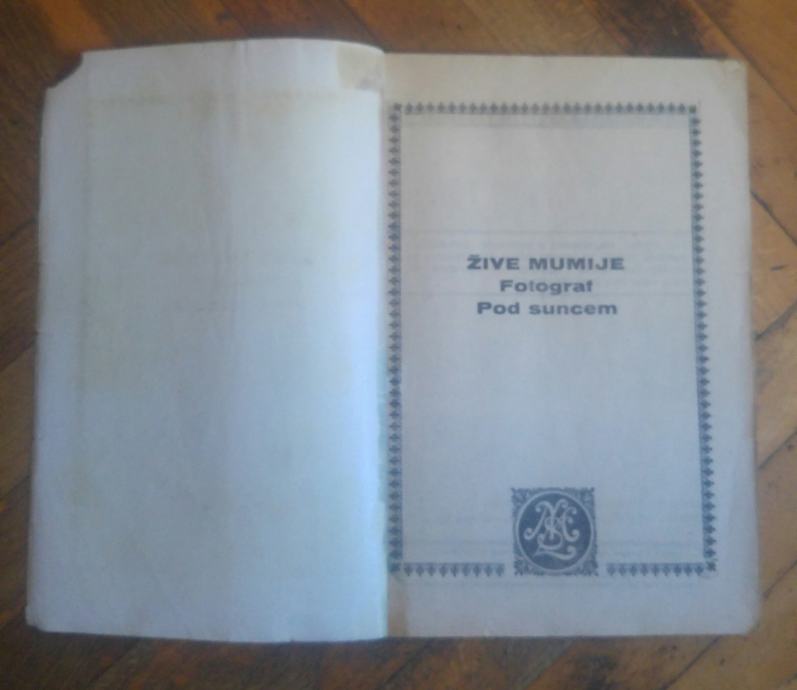 ŽIVE MUMIJE
Fotograf
Pod suncem